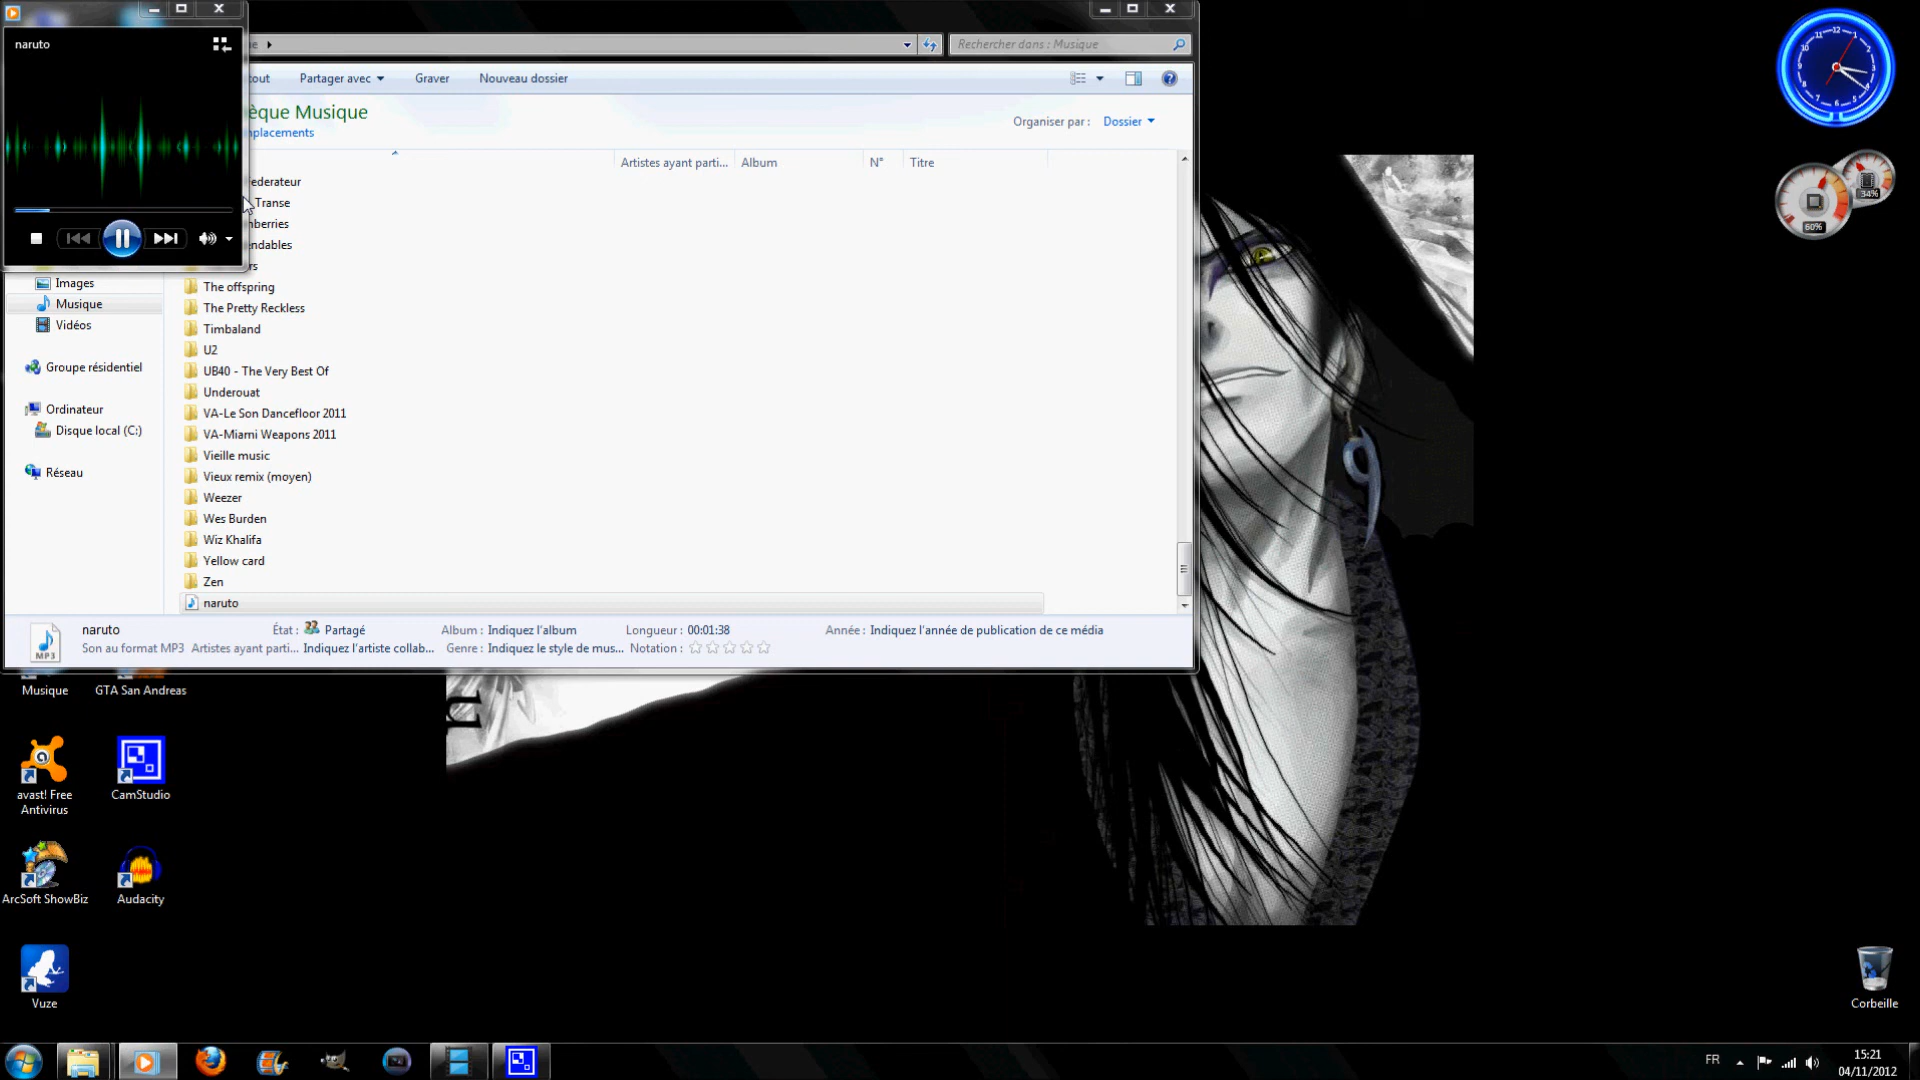 naruto
Rechercher dans : Musique
out
Partager avec
Graver
Nouveau dossier
èque Musique
mplacements
Organiser par :
Dossier
Artistes ayant parti...
Album
N°
Titre
ederateur
Transe
nberries
endables
rs
The offspring
The Pretty Reckless
Timbaland
U2
UB40 - The Very Best Of
Underouat
VA-Le Son Dancefloor 2011
VA-Miami Weapons 2011
Vieille music
Vieux remix (moyen)
Weezer
Wes Burden
Wiz Khalifa
Yellow card
Zen
naruto
Images
Musique
Vidéos
Groupe résidentiel
Ordinateur
Disque local (C:)
Réseau
naruto
État : Partagé
Album : Indiquez l'album
Longueur : 00:01:38
Année : Indiquez l'année de publication de ce média
MP3
Son au format MP3
Artistes ayant parti... Indiquez l'artiste collab...
Genre : Indiquez le style de mus...
Notation :
Musique
GTA San Andreas
avast! Free
Antivirus
CamStudio
ArcSoft ShowBiz
Audacity
Vuze
Corbeille
60%
34%
FR
15:21
04/11/2012